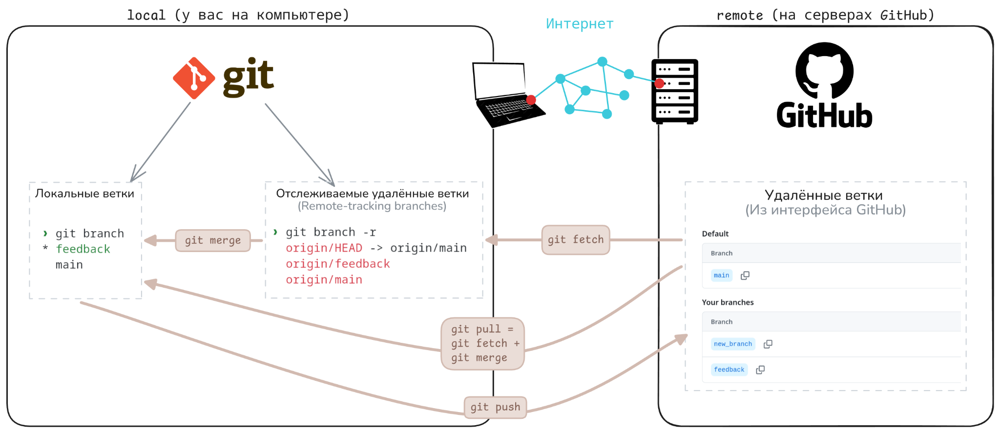 local (у вас на компьютере)
Интернет
remote (на серверах GitHub)
git
GitHub
Локальные ветки
› git branch
* feedback
main
git merge
Отслеживаемые удалённые ветки
(Remote-tracking branches)
› git branch -r
origin/HEAD -> origin/main
origin/feedback
origin/main
git fetch
Удалённые ветки
(Из интерфейса GitHub)
Default
Branch
main
Your branches
Branch
new_branch
feedback
git pull =
git fetch +
git merge
git push